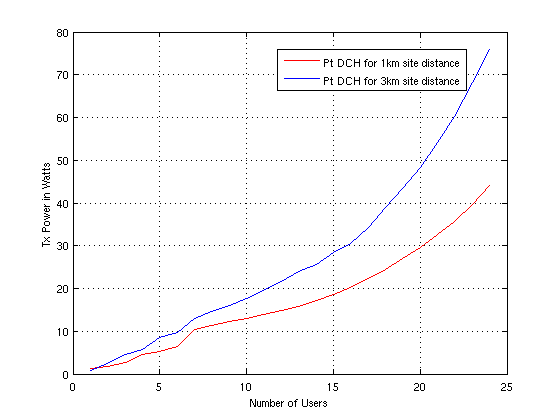 80
70
60
50
40
30
20
10
0
Tx Power in Watts
Pt DCH for 1km site distance
Pt DCH for 3km site distance
0 5 10 15 20 25
Number of Users